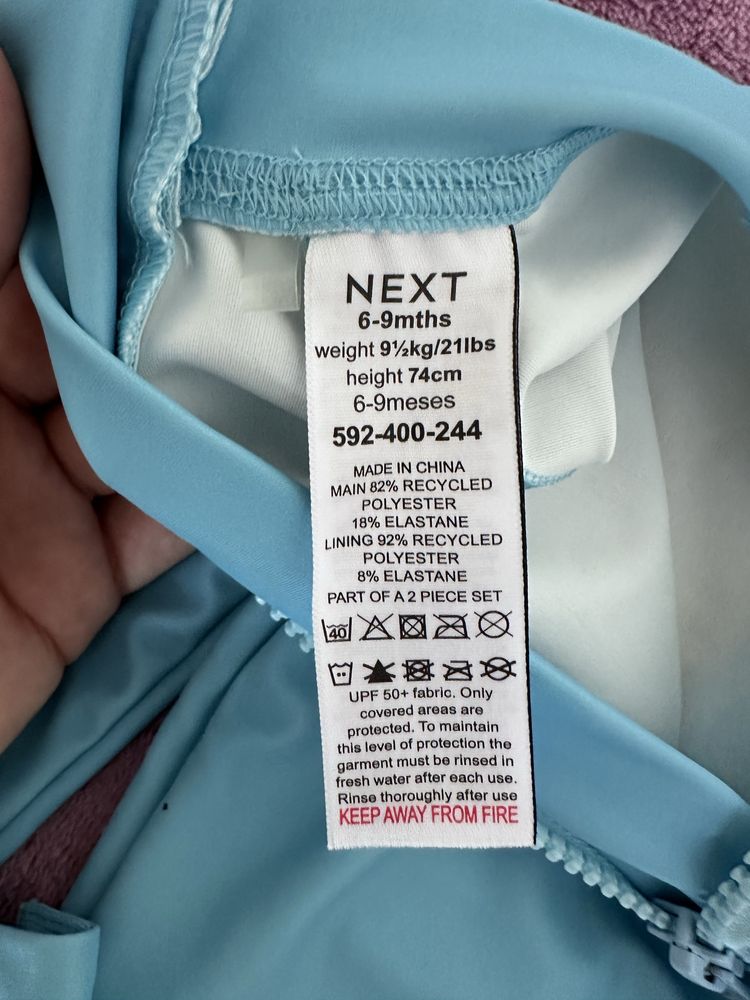 NEXT
6-9mths
weight 9½kg/21lbs
height 74cm
6-9meses
592-400-244
MADE IN CHINA
MAIN 82% RECYCLED
POLYESTER
18% ELASTANE
LINING 92% RECYCLED
POLYESTER
8% ELASTANE
PART OF A 2 PIECE SET
40
UPF 50+ fabric. Only
covered areas are
protected. To maintain
this level of protection the
garment must be rinsed in
fresh water after each use.
Rinse thoroughly after use
KEEP AWAY FROM FIRE